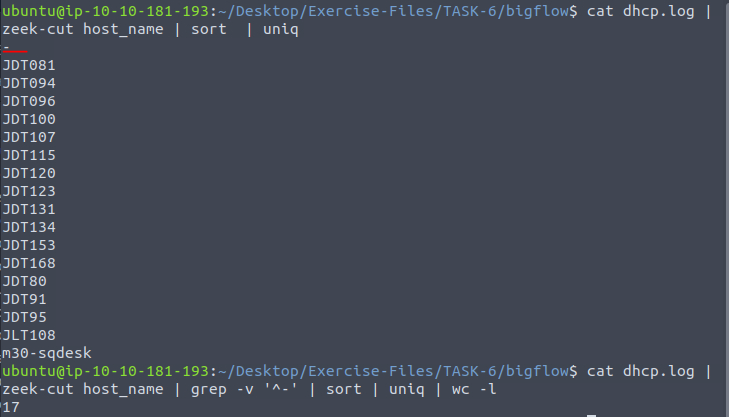 ubuntu@ip-10-10-181-193:~/Desktop/Exercise-Files/TASK-6/bigflow$ cat dhcp.log |
zeek-cut host_name | sort  | uniq
-
JDT081
JDT094
JDT096
JDT100
JDT107
JDT115
JDT120
JDT123
JDT131
JDT134
JDT153
JDT168
JDT80
JDT91
JDT95
JLT108
m30-sqdesk
ubuntu@ip-10-10-181-193:~/Desktop/Exercise-Files/TASK-6/bigflow$ cat dhcp.log |
zeek-cut host_name | grep -v '^-' | sort | uniq | wc -l
17